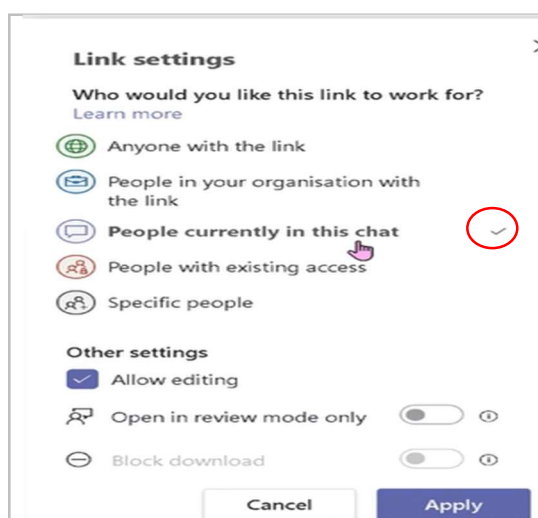 Link settings
Who would you like this link to work for?
Learn more
Anyone with the link
People in your organisation with
the link
People currently in this chat
People with existing access
Specific people
Other settings
Allow editing
Open in review mode only
Block download
Cancel
Apply